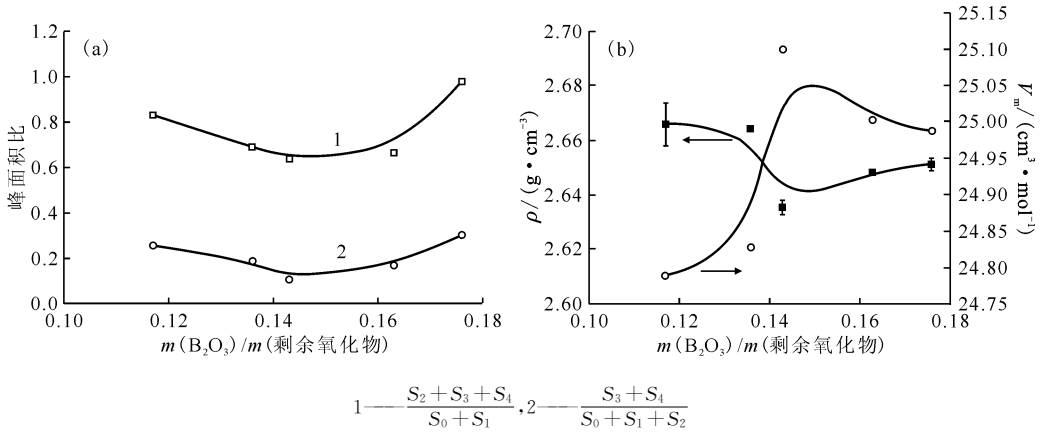 (a)
1.2
1.0
0.8
0.6
0.4
0.2
0.0
峰面积比
1
2
0.10 0.12 0.14 0.16 0.18
m(B₂O₃)/m(剩余氧化物)
(b)
2.70
2.68
2.66
2.64
2.62
2.60
ρ/(g·cm⁻³)
25.15
25.10
25.05
25.00
24.95
24.90
24.85
24.80
24.75
Vₘ/(cm³·mol⁻¹)
0.10 0.12 0.14 0.16 0.18
m(B₂O₃)/m(剩余氧化物)
1——(S₂+S₃+S₄)/(S₀+S₁),2——(S₃+S₄)/(S₀+S₁+S₂)